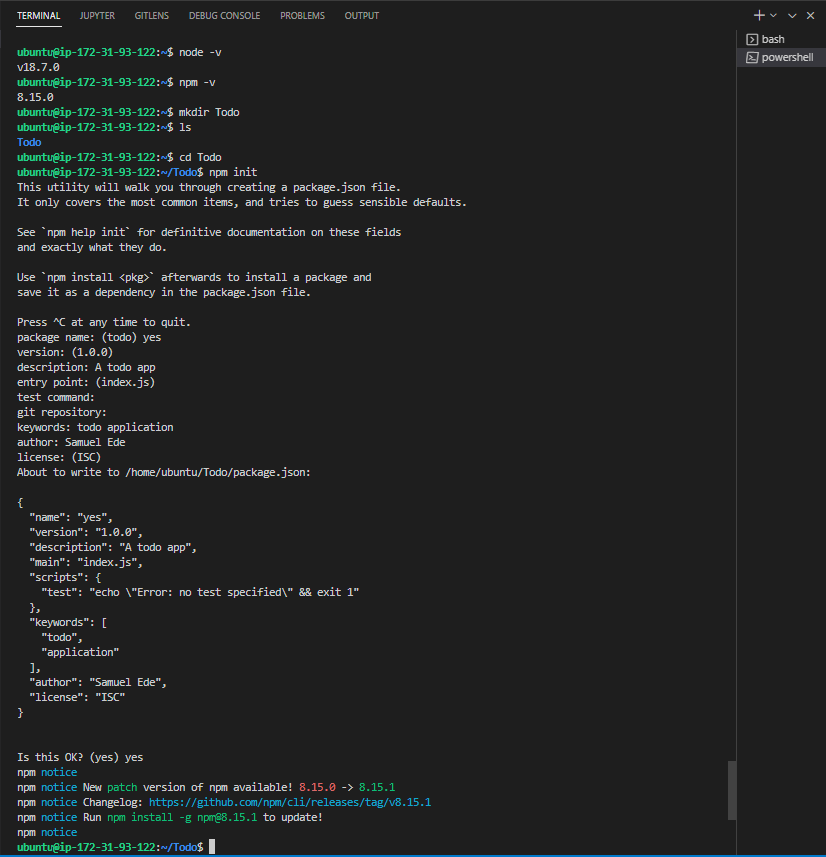 TERMINAL JUPYTER GITLENS DEBUG CONSOLE PROBLEMS OUTPUT
bash
powershell
ubuntu@ip-172-31-93-122:~$ node -v
v18.7.0
ubuntu@ip-172-31-93-122:~$ npm -v
8.15.0
ubuntu@ip-172-31-93-122:~$ mkdir Todo
ubuntu@ip-172-31-93-122:~$ ls
Todo
ubuntu@ip-172-31-93-122:~$ cd Todo
ubuntu@ip-172-31-93-122:~/Todo$ npm init
This utility will walk you through creating a package.json file.
It only covers the most common items, and tries to guess sensible defaults.

See `npm help init` for definitive documentation on these fields
and exactly what they do.

Use `npm install <pkg>` afterwards to install a package and
save it as a dependency in the package.json file.

Press ^C at any time to quit.
package name: (todo) yes
version: (1.0.0)
description: A todo app
entry point: (index.js)
test command:
git repository:
keywords: todo application
author: Samuel Ede
license: (ISC)
About to write to /home/ubuntu/Todo/package.json:

{
  "name": "yes",
  "version": "1.0.0",
  "description": "A todo app",
  "main": "index.js",
  "scripts": {
    "test": "echo \"Error: no test specified\" && exit 1"
  },
  "keywords": [
    "todo",
    "application"
  ],
  "author": "Samuel Ede",
  "license": "ISC"
}

Is this OK? (yes) yes
npm notice
npm notice New patch version of npm available! 8.15.0 -> 8.15.1
npm notice Changelog: https://github.com/npm/cli/releases/tag/v8.15.1
npm notice Run npm install -g npm@8.15.1 to update!
npm notice
ubuntu@ip-172-31-93-122:~/Todo$